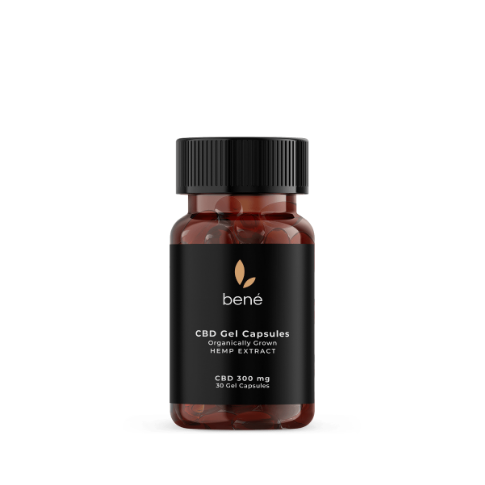 bené
CBD Gel Capsules
Organically Grown
HEMP EXTRACT
CBD 300 mg
30 Gel Capsules